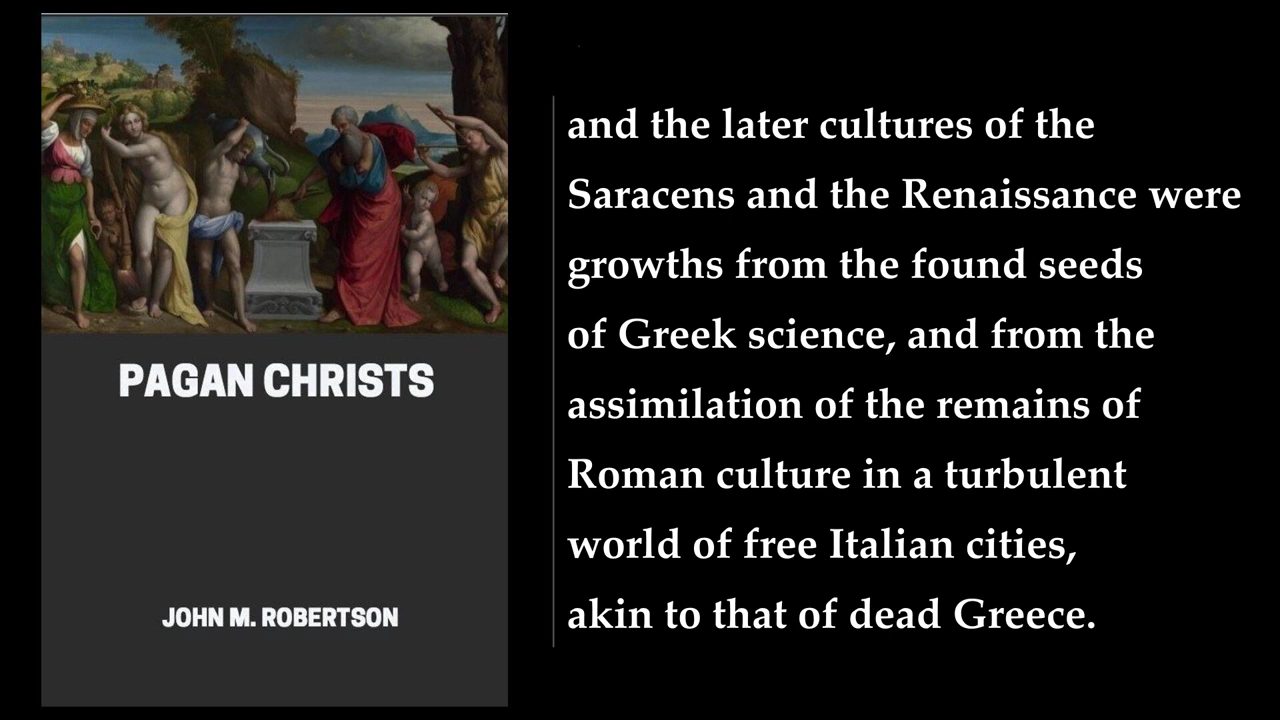 PAGAN CHRISTS
JOHN M. ROBERTSON
and the later cultures of the
Saracens and the Renaissance were
growths from the found seeds
of Greek science, and from the
assimilation of the remains of
Roman culture in a turbulent
world of free Italian cities,
akin to that of dead Greece.